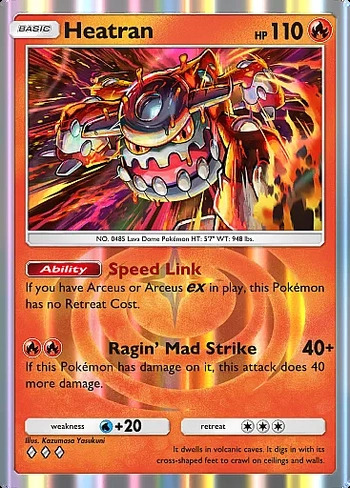 BASIC Heatran HP 110
NO. 0485 Lava Dome Pokémon HT: 5'7" WT: 948 lbs.
Ability Speed Link
If you have Arceus or Arceus ex in play, this Pokémon
has no Retreat Cost.
Ragin' Mad Strike 40+
If this Pokémon has damage on it, this attack does 40
more damage.
weakness +20 retreat
Illus. Kazumasa Yasukuni
It dwells in volcanic caves. It digs in with its
cross-shaped feet to crawl on ceilings and walls.